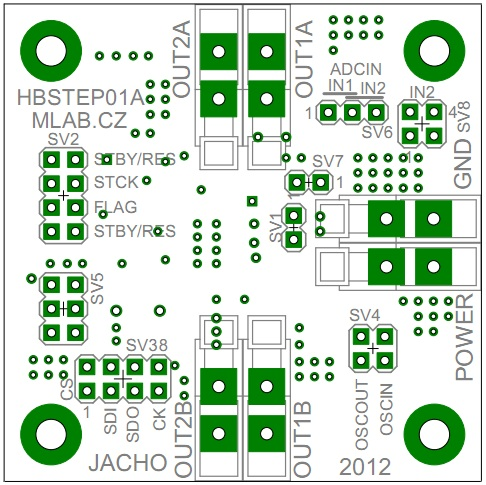 OUT2A
OUT1A
ADCIN
IN1 IN2
1
SV6
IN2
4
SV8
GND
HBSTEP01A
MLAB.CZ
SV2
STBY/RES
STCK
FLAG
STBY/RES
SV7
1
SV1
SV5
POWER
SV4
OSCOUT
OSCIN
SV38
CS
1
SDI
SDO
CK
OUT2B
OUT1B
JACHO
2012